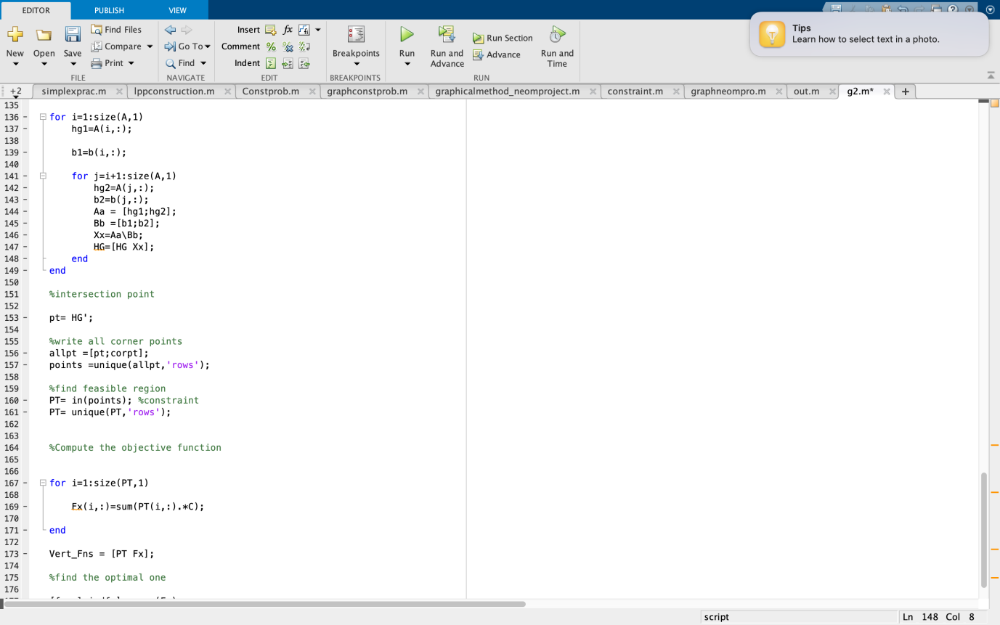 EDITOR PUBLISH VIEW
Tips
Learn how to select text in a photo.
New Open Save Find Files Compare Print
FILE
Go To Find
NAVIGATE
Insert fx
Comment
Indent
EDIT
Breakpoints
BREAKPOINTS
Run Run and Advance Run Section Advance Run and Time
RUN
+2 simplexprac.m lppconstruction.m Constprob.m graphconstprob.m graphicalmethod_neomproject.m constraint.m graphneompro.m out.m g2.m* +
135
136 - for i=1:size(A,1)
137 - hg1=A(i,:);
138
139 - b1=b(i,:);
140
141 - for j=i+1:size(A,1)
142 - hg2=A(j,:);
143 - b2=b(j,:);
144 - Aa = [hg1;hg2];
145 - Bb =[b1;b2];
146 - Xx=Aa\Bb;
147 - HG=[HG Xx];
148 - end
149 - end
150
151 %intersection point
152
153 - pt= HG';
154
155 %write all corner points
156 - allpt =[pt;corpt];
157 - points =unique(allpt,'rows');
158
159 %find feasible region
160 - PT= in(points); %constraint
161 - PT= unique(PT,'rows');
162
163
164 %Compute the objective function
165
166
167 - for i=1:size(PT,1)
168
169 - Fx(i,:)=sum(PT(i,:).*C);
170
171 - end
172
173 - Vert_Fns = [PT Fx];
174
175 %find the optimal one
176
script Ln 148 Col 8